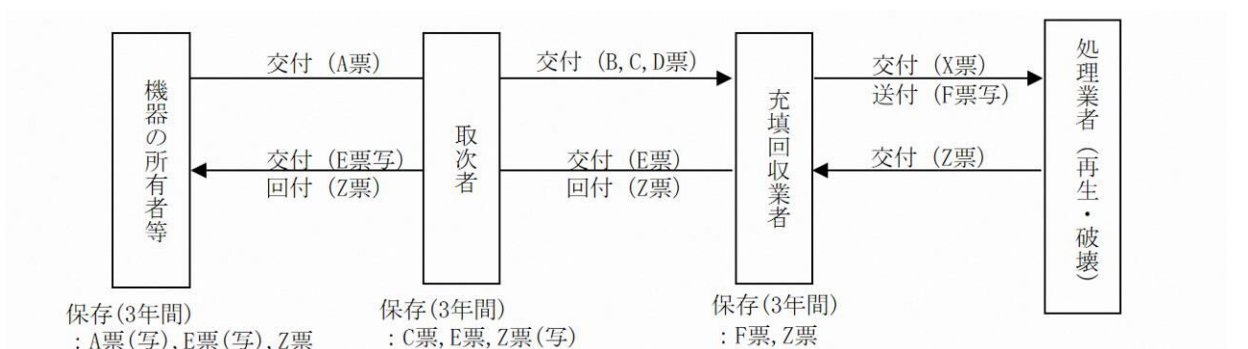 機器の所有者等
交付 (A票)
交付 (E票写)
回付 (Z票)
取次者
交付 (B,C,D票)
交付 (E票)
回付 (Z票)
充填回収業者
交付 (X票)
送付 (F票写)
交付 (Z票)
処理業者(再生・破壊)
保存(3年間)
:A票(写),E票(写),Z票
保存(3年間)
:C票,E票,Z票(写)
保存(3年間)
:F票,Z票